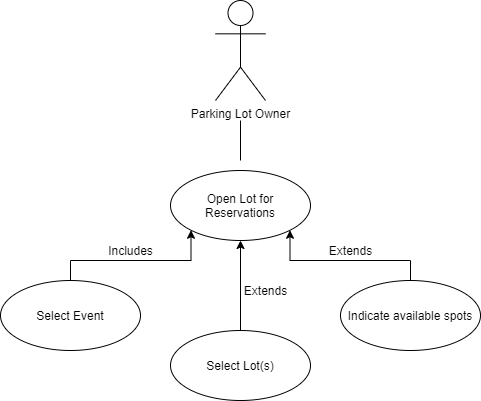 Parking Lot Owner
Open Lot for
Reservations
Includes
Extends
Extends
Select Event
Indicate available spots
Select Lot(s)